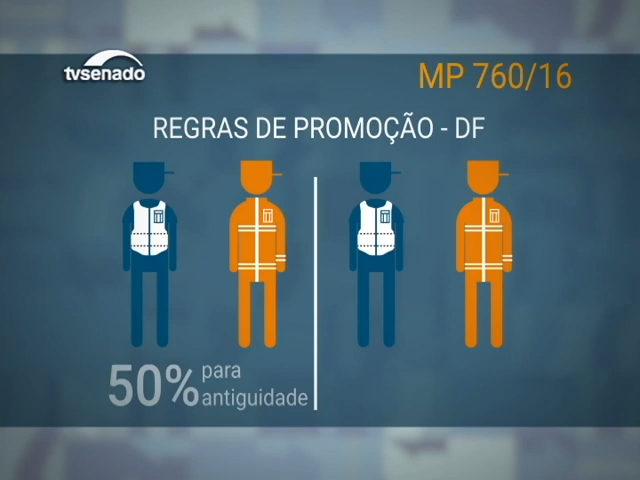 tvsenado
MP 760/16
REGRAS DE PROMOÇÃO - DF
50% para
antiguidade